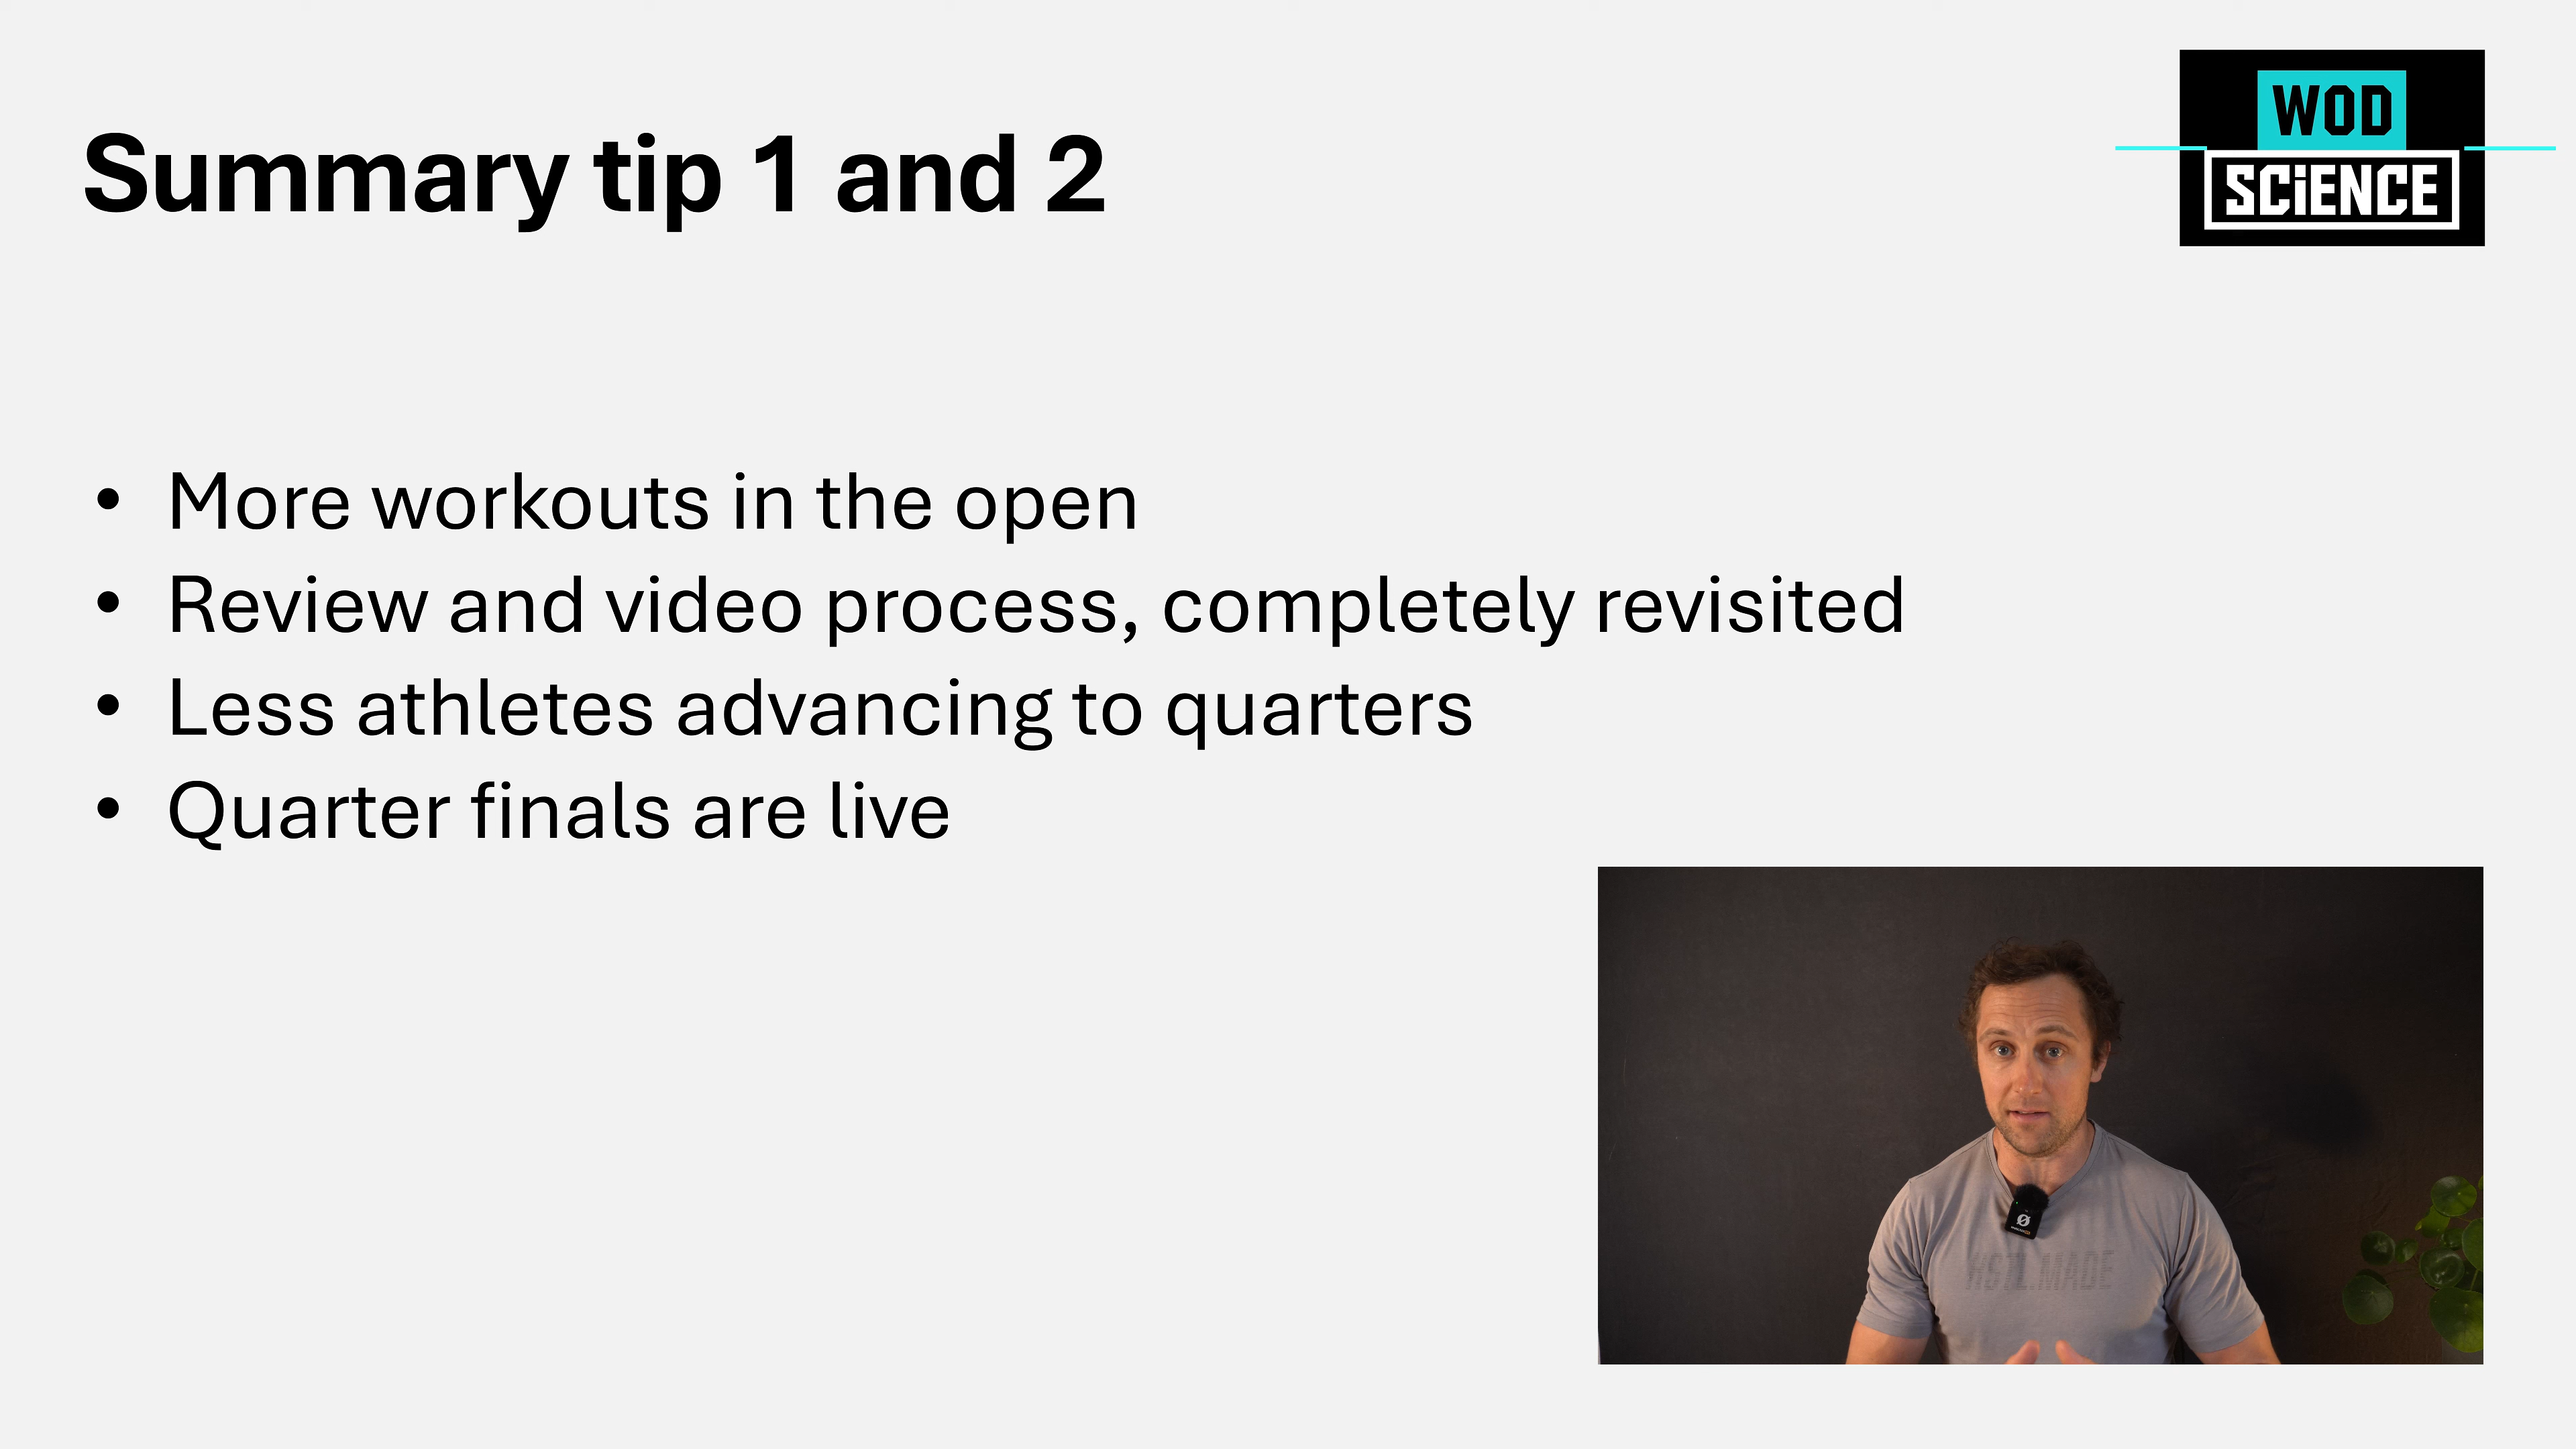 Summary tip 1 and 2
WOD
SCiENCE
• More workouts in the open
• Review and video process, completely revisited
• Less athletes advancing to quarters
• Quarter finals are live